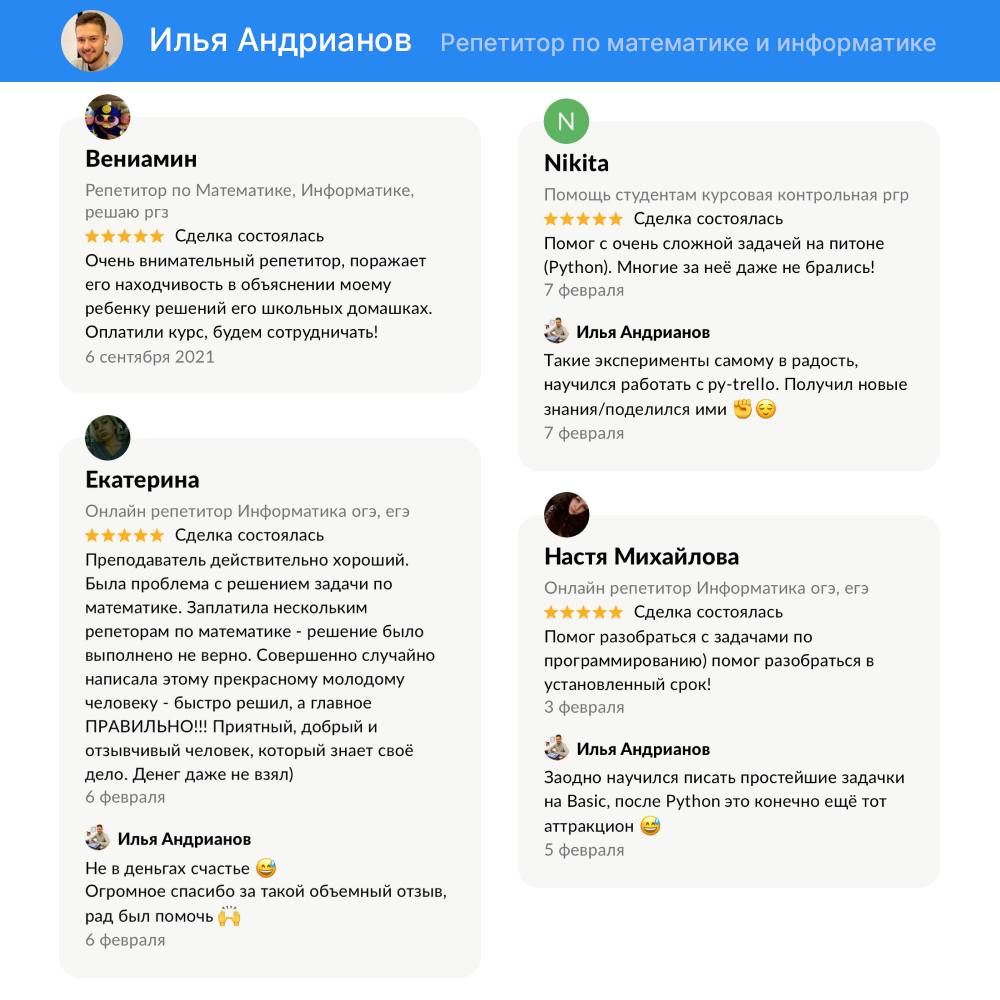 Илья Андрианов Репетитор по математике и информатике
Вениамин
Репетитор по Математике, Информатике,
решаю ргз
Сделка состоялась
Очень внимательный репетитор, поражает
его находчивость в объяснении моему
ребенку решений его школьных домашках.
Оплатили курс, будем сотрудничать!
6 сентября 2021
Екатерина
Онлайн репетитор Информатика огэ, егэ
Сделка состоялась
Преподаватель действительно хороший.
Была проблема с решением задачи по
математике. Заплатила нескольким
репеторам по математике - решение было
выполнено не верно. Совершенно случайно
написала этому прекрасному молодому
человеку - быстро решил, а главное
ПРАВИЛЬНО!!! Приятный, добрый и
отзывчивый человек, который знает своё
дело. Денег даже не взял)
6 февраля
Илья Андрианов
Не в деньгах счастье 😅
Огромное спасибо за такой объемный отзыв,
рад был помочь 🙌
6 февраля
N
Nikita
Помощь студентам курсовая контрольная ргр
Сделка состоялась
Помог с очень сложной задачей на питоне
(Python). Многие за неё даже не брались!
7 февраля
Илья Андрианов
Такие эксперименты самому в радость,
научился работать с py-trello. Получил новые
знания/поделился ими ✊😌
7 февраля
Настя Михайлова
Онлайн репетитор Информатика огэ, егэ
Сделка состоялась
Помог разобраться с задачами по
программированию) помог разобраться в
установленный срок!
3 февраля
Илья Андрианов
Заодно научился писать простейшие задачки
на Basic, после Python это конечно ещё тот
аттракцион 😅
5 февраля